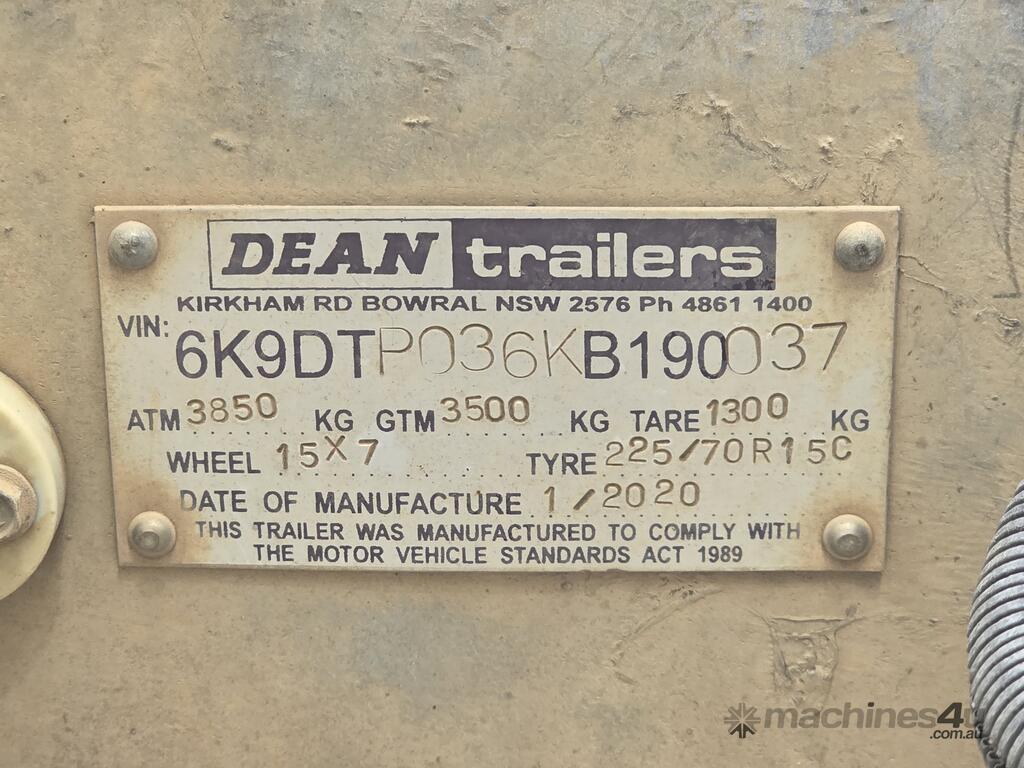 DEAN trailers
KIRKHAM RD BOWRAL NSW 2576 Ph 4861 1400
VIN: 6K9DTP036KB190037
ATM 3850 KG GTM 3500 KG TARE 1300 KG
WHEEL 15X7 TYRE 225/70R15C
DATE OF MANUFACTURE 1/2020
THIS TRAILER WAS MANUFACTURED TO COMPLY WITH
THE MOTOR VEHICLE STANDARDS ACT 1989
machines4u
.com.au